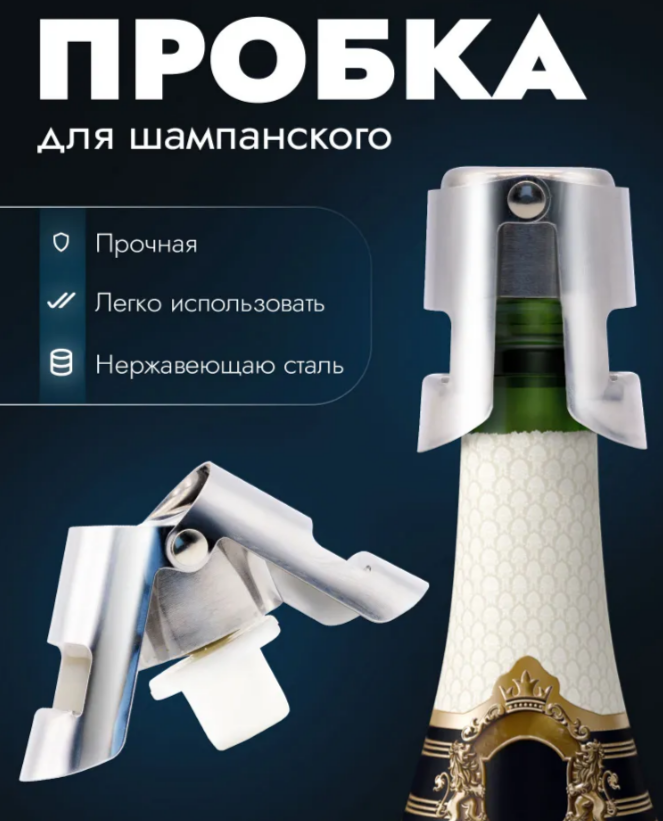 ПРОБКА
для шампанского
Прочная
Легко использовать
Нержавеющаю сталь